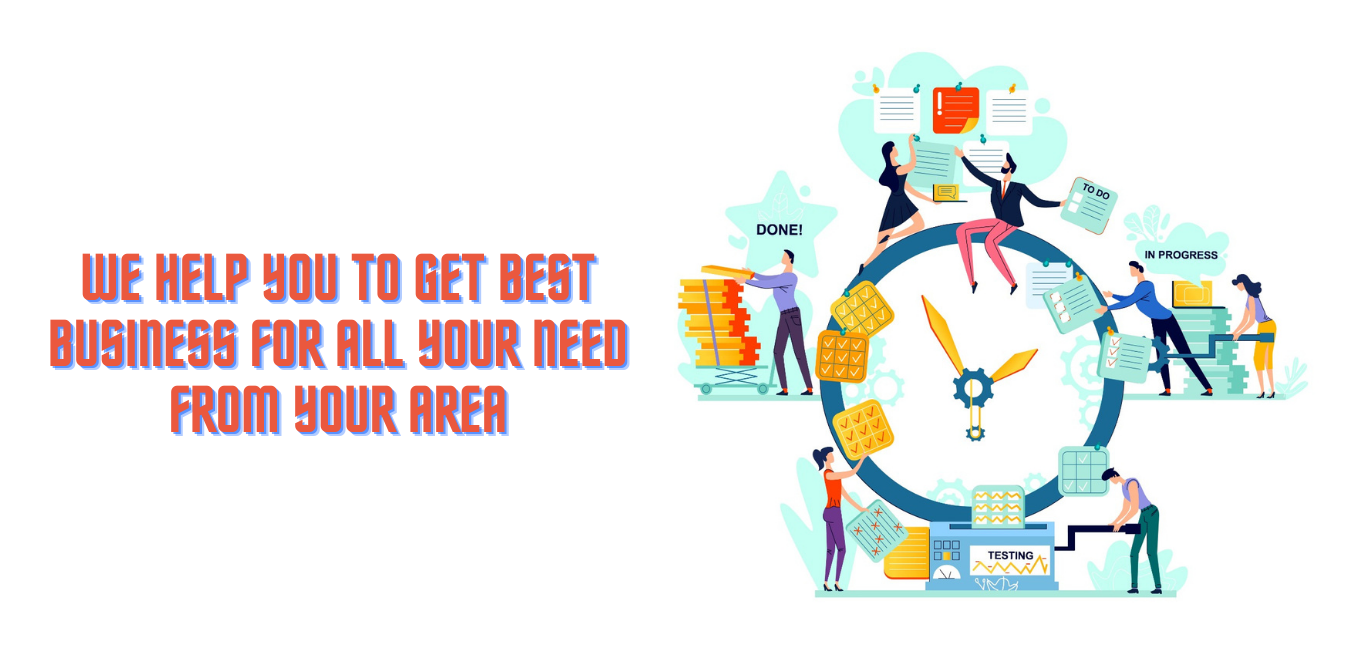 WE HELP YOU TO GET BEST
BUSINESS FOR ALL YOUR NEED
FROM YOUR AREA
TO DO
DONE!
IN PROGRESS
TESTING